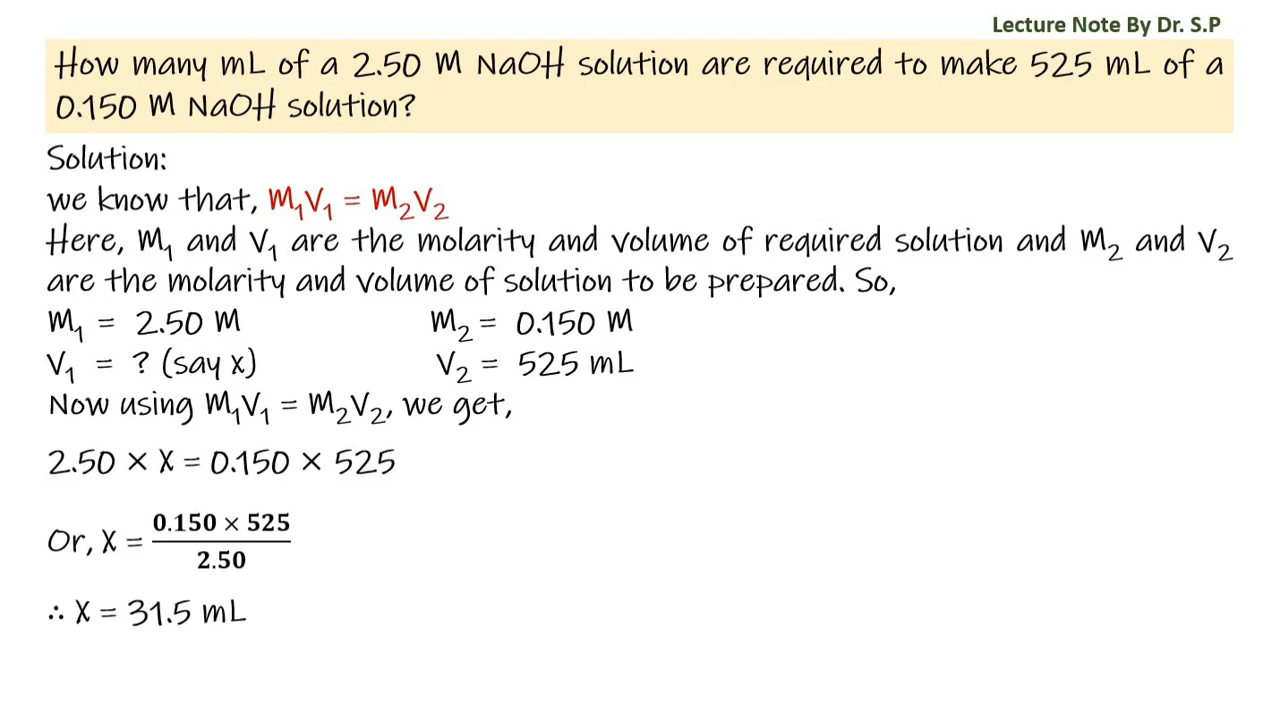 Lecture Note By Dr. S.P
How many mL of a 2.50 M NaOH solution are required to make 525 mL of a
0.150 M NaOH solution?
Solution:
we know that, M₁V₁ = M₂V₂
Here, M₁ and V₁ are the molarity and volume of required solution and M₂ and V₂
are the molarity and volume of solution to be prepared. So,
M₁ = 2.50 M M₂ = 0.150 M
V₁ = ? (say x) V₂ = 525 mL
Now using M₁V₁ = M₂V₂, we get,
2.50 × X = 0.150 × 525
0.150 × 525
Or, X =
2.50
∴ X = 31.5 mL